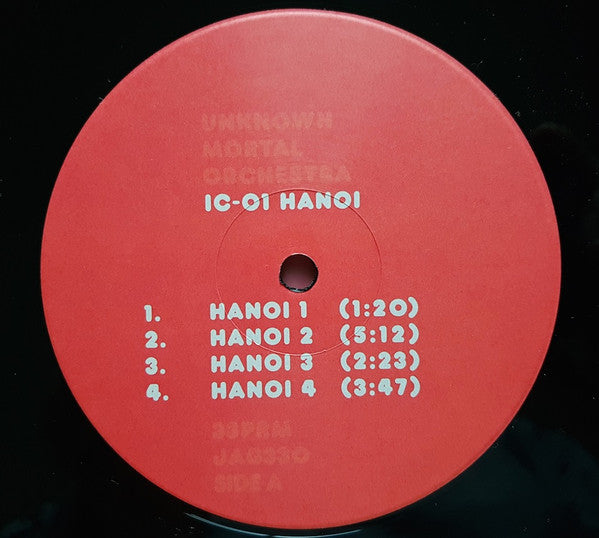 UNKNOWN
MORTAL
ORCHESTRA
IC-01 HANOI
1. HANOI 1 (1:20)
2. HANOI 2 (5:12)
3. HANOI 3 (2:23)
4. HANOI 4 (3:47)
33PRM
JAG330
SIDE A